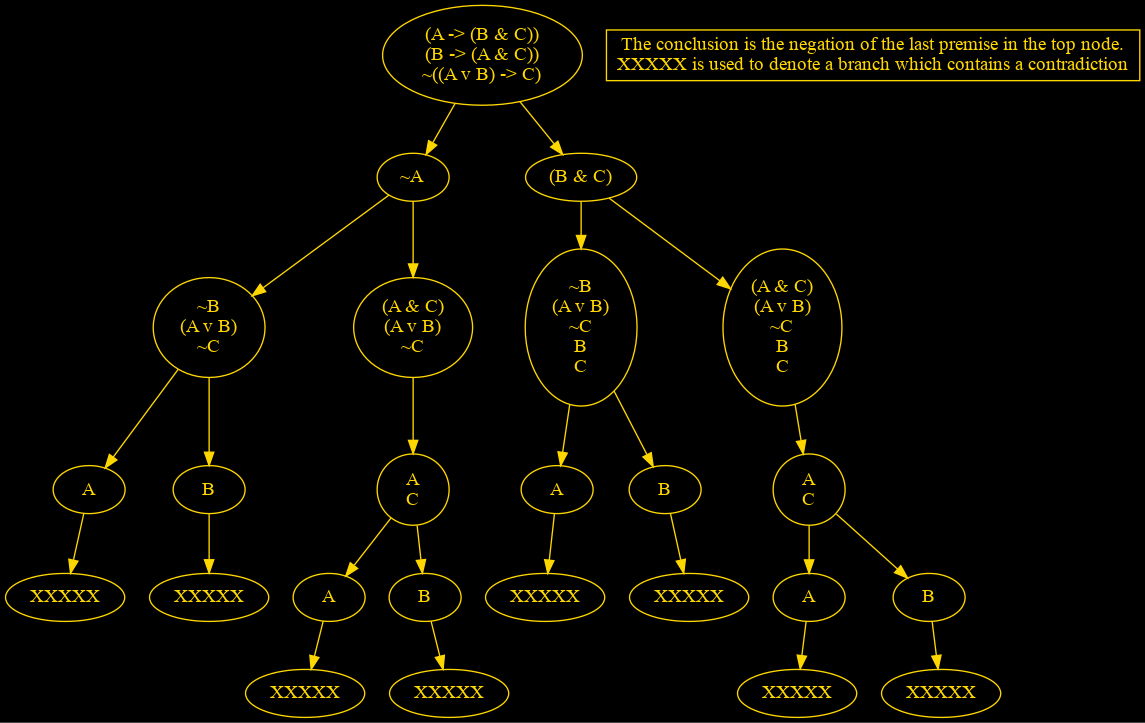 (A -> (B & C))
(B -> (A & C))
~((A v B) -> C)
The conclusion is the negation of the last premise in the top node.
XXXXX is used to denote a branch which contains a contradiction
~A
(B & C)
~B
(A v B)
~C
(A & C)
(A v B)
~C
~B
(A v B)
~C
B
C
(A & C)
(A v B)
~C
B
C
A
B
A
C
A
B
A
C
XXXXX
XXXXX
A
B
XXXXX
XXXXX
A
B
XXXXX
XXXXX
XXXXX
XXXXX